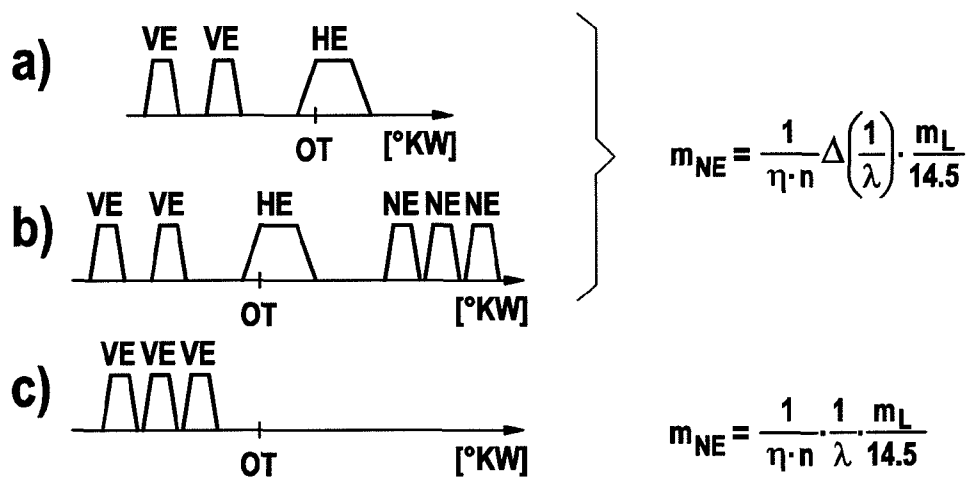 a)
VE VE HE
OT [°KW]
m_NE = 1/(η·n) Δ(1/λ) · m_L/14.5
b)
VE VE HE NE NE NE
OT [°KW]
c)
VE VE VE
OT [°KW]
m_NE = 1/(η·n) · 1/λ · m_L/14.5